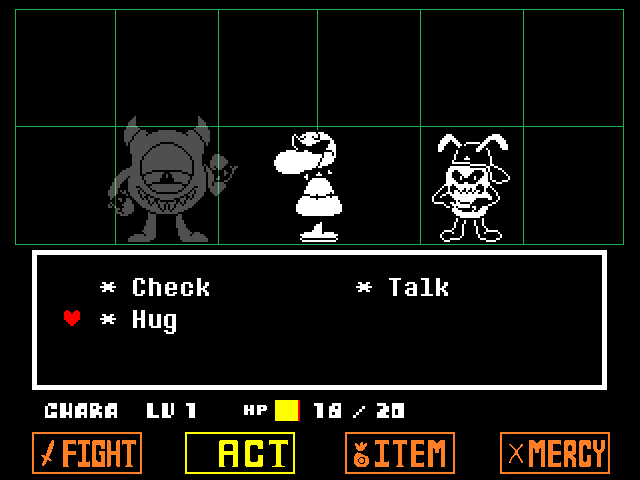 * Check * Talk
* Hug
CHARA LV 1 HP 18 / 20
FIGHT ACT ITEM MERCY